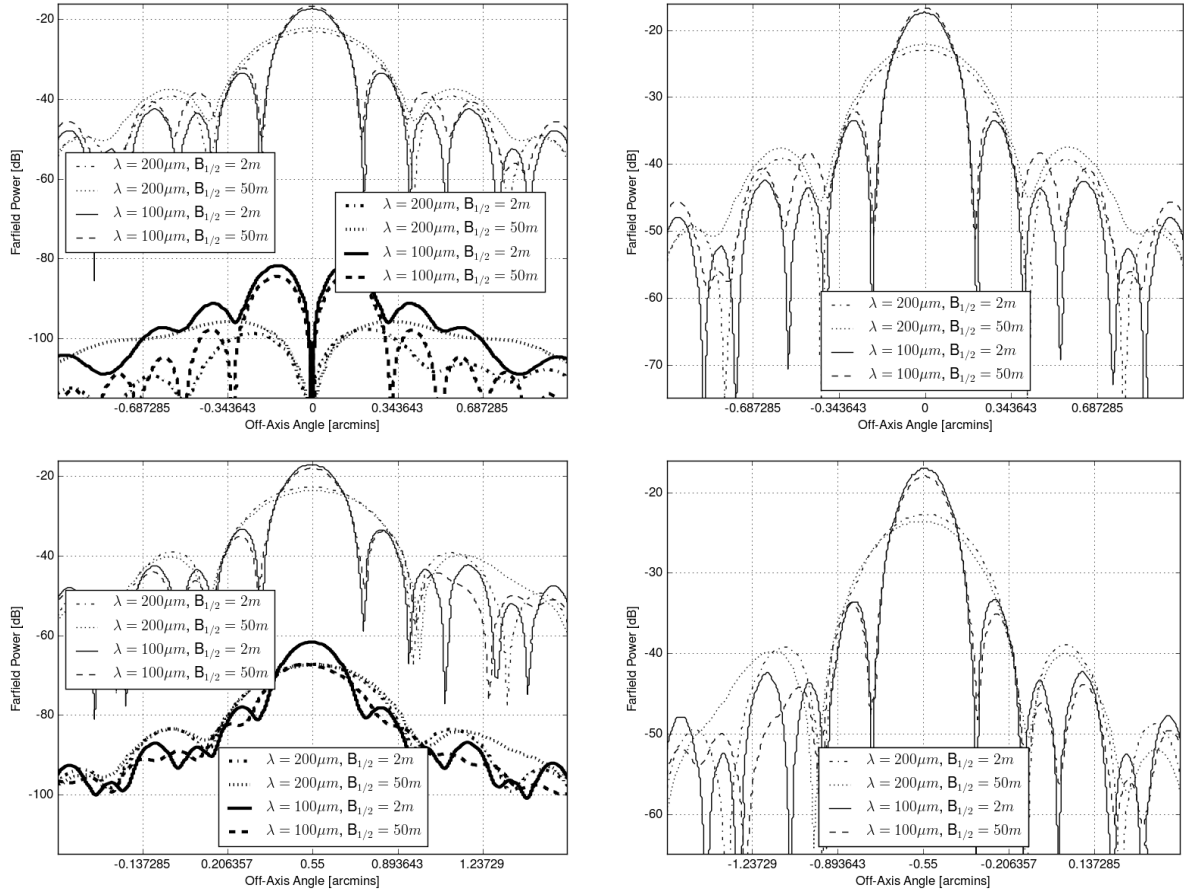 -20
-40
-60
-80
-100
Farfield Power [dB]
λ = 200μm, B1/2 = 2m
λ = 200μm, B1/2 = 50m
λ = 100μm, B1/2 = 2m
λ = 100μm, B1/2 = 50m
λ = 200μm, B1/2 = 2m
λ = 200μm, B1/2 = 50m
λ = 100μm, B1/2 = 2m
λ = 100μm, B1/2 = 50m
-0.687285 -0.343643 0 0.343643 0.687285
Off-Axis Angle [arcmins]
-20
-30
-40
-50
-60
-70
Farfield Power [dB]
λ = 200μm, B1/2 = 2m
λ = 200μm, B1/2 = 50m
λ = 100μm, B1/2 = 2m
λ = 100μm, B1/2 = 50m
-0.687285 -0.343643 0 0.343643 0.687285
Off-Axis Angle [arcmins]
-20
-40
-60
-80
-100
Farfield Power [dB]
λ = 200μm, B1/2 = 2m
λ = 200μm, B1/2 = 50m
λ = 100μm, B1/2 = 2m
λ = 100μm, B1/2 = 50m
λ = 200μm, B1/2 = 2m
λ = 200μm, B1/2 = 50m
λ = 100μm, B1/2 = 2m
λ = 100μm, B1/2 = 50m
-0.137285 0.206357 0.55 0.893643 1.23729
Off-Axis Angle [arcmins]
-20
-30
-40
-50
-60
Farfield Power [dB]
λ = 200μm, B1/2 = 2m
λ = 200μm, B1/2 = 50m
λ = 100μm, B1/2 = 2m
λ = 100μm, B1/2 = 50m
-1.23729 -0.893643 -0.55 -0.206357 0.137285
Off-Axis Angle [arcmins]